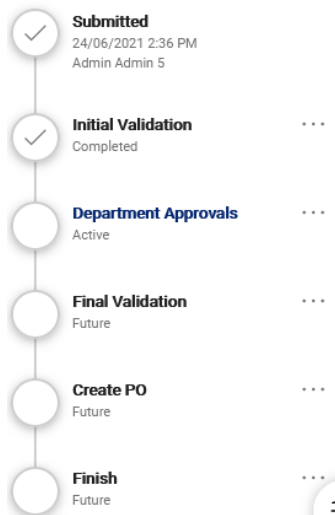 Submitted
24/06/2021 2:36 PM
Admin Admin 5
Initial Validation
Completed
Department Approvals
Active
Final Validation
Future
Create PO
Future
Finish
Future